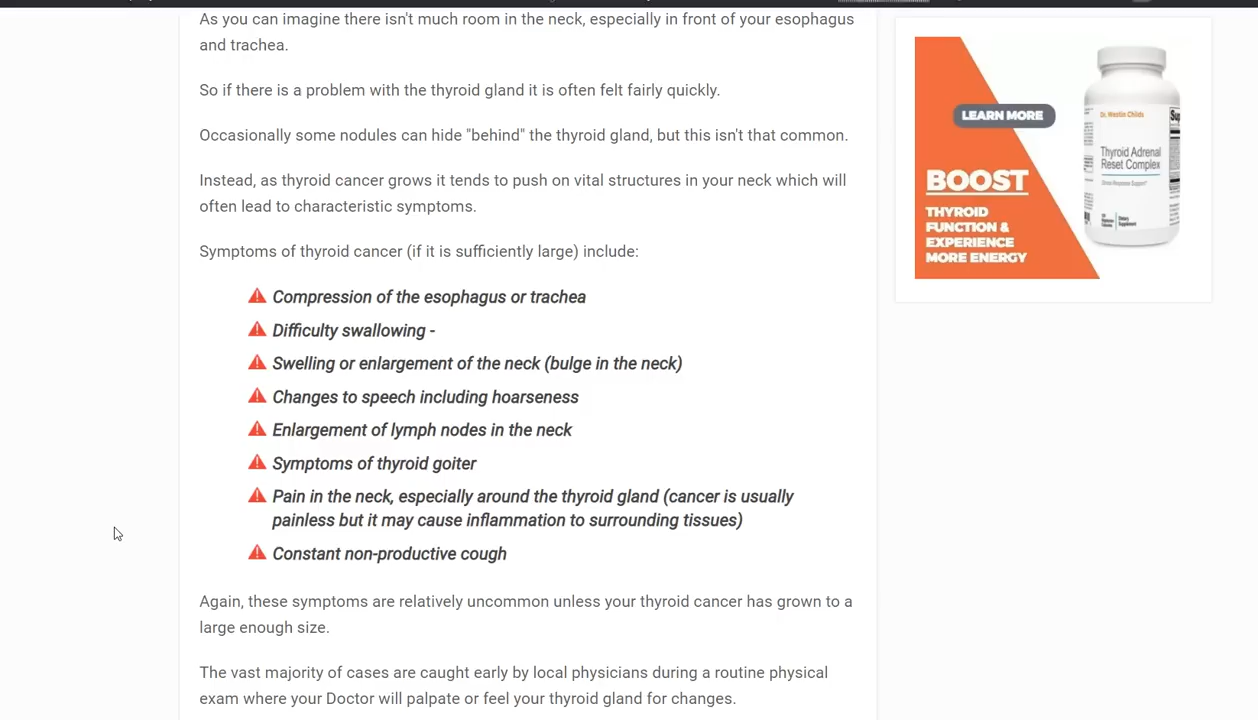 As you can imagine there isn't much room in the neck, especially in front of your esophagus
and trachea.
So if there is a problem with the thyroid gland it is often felt fairly quickly.
Occasionally some nodules can hide "behind" the thyroid gland, but this isn't that common.
Instead, as thyroid cancer grows it tends to push on vital structures in your neck which will
often lead to characteristic symptoms.
Symptoms of thyroid cancer (if it is sufficiently large) include:
Compression of the esophagus or trachea
Difficulty swallowing -
Swelling or enlargement of the neck (bulge in the neck)
Changes to speech including hoarseness
Enlargement of lymph nodes in the neck
Symptoms of thyroid goiter
Pain in the neck, especially around the thyroid gland (cancer is usually
painless but it may cause inflammation to surrounding tissues)
Constant non-productive cough
Again, these symptoms are relatively uncommon unless your thyroid cancer has grown to a
large enough size.
The vast majority of cases are caught early by local physicians during a routine physical
exam where your Doctor will palpate or feel your thyroid gland for changes.
LEARN MORE
BOOST
THYROID
FUNCTION &
EXPERIENCE
MORE ENERGY
Dr. Westin Childs
Thyroid Adrenal
Reset Complex